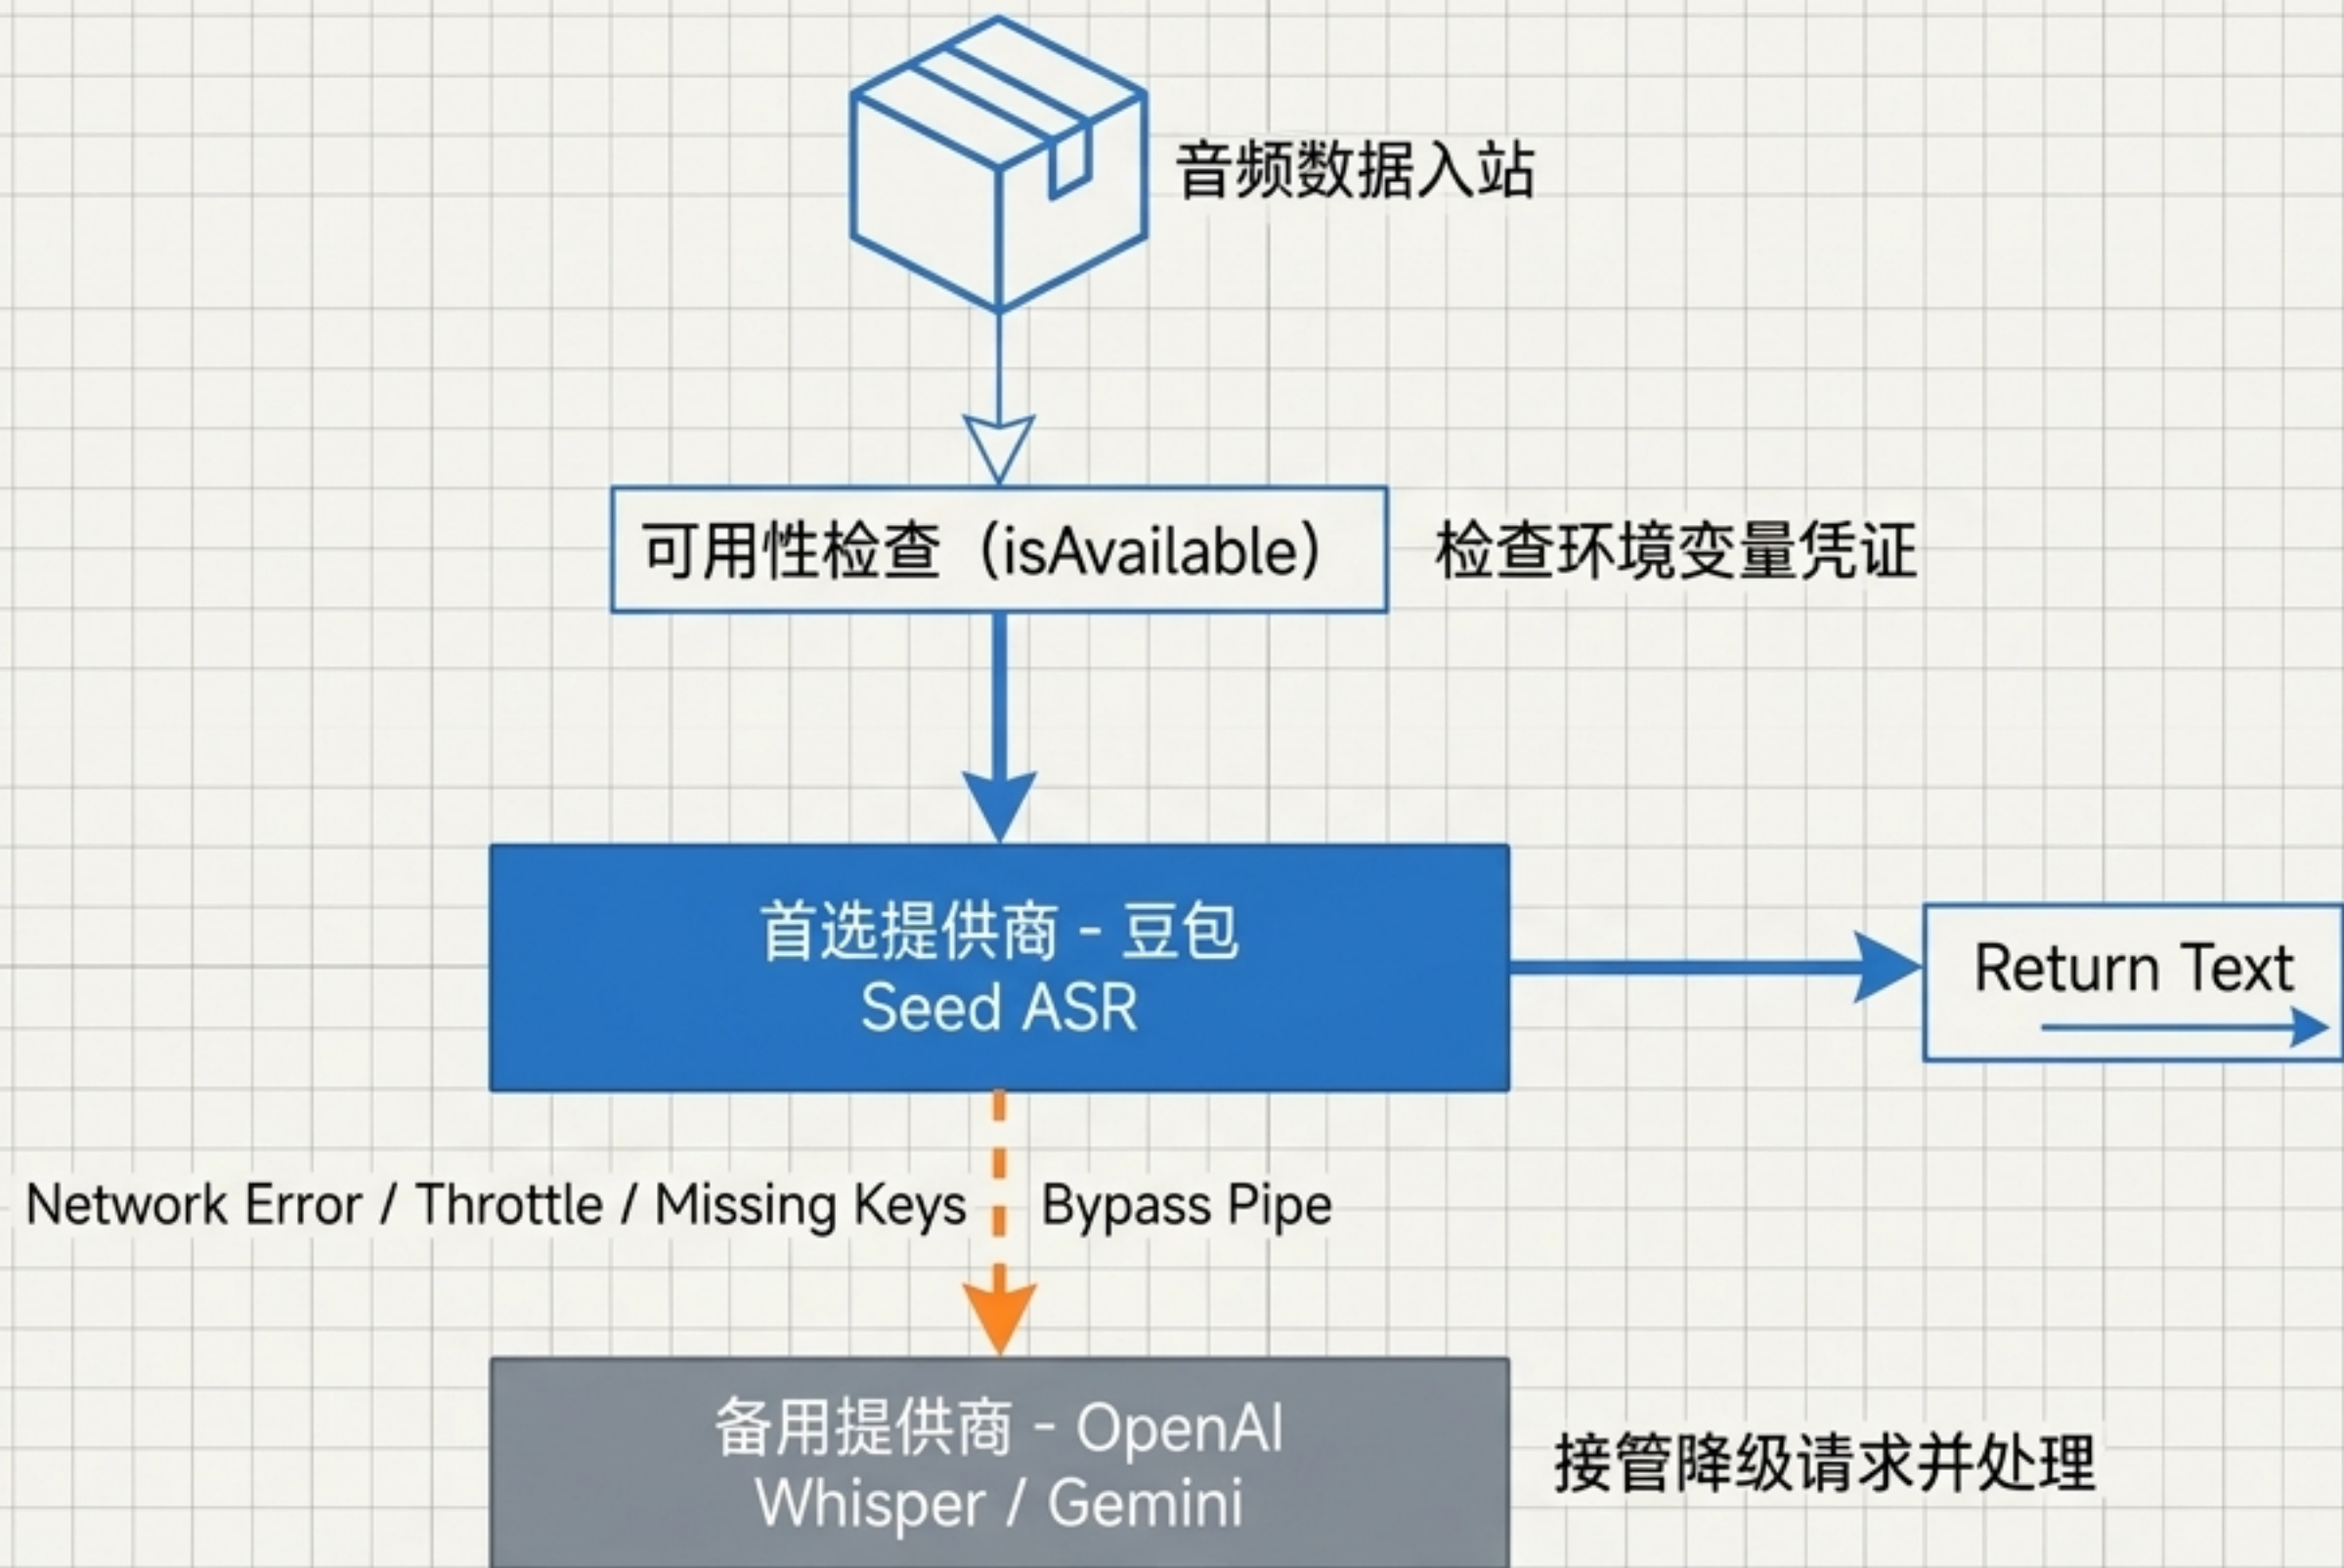 音频数据入站
可用性检查（isAvailable）
检查环境变量凭证
首选提供商 - 豆包
Seed ASR
Return Text
Network Error / Throttle / Missing Keys
Bypass Pipe
备用提供商 - OpenAI
Whisper / Gemini
接管降级请求并处理